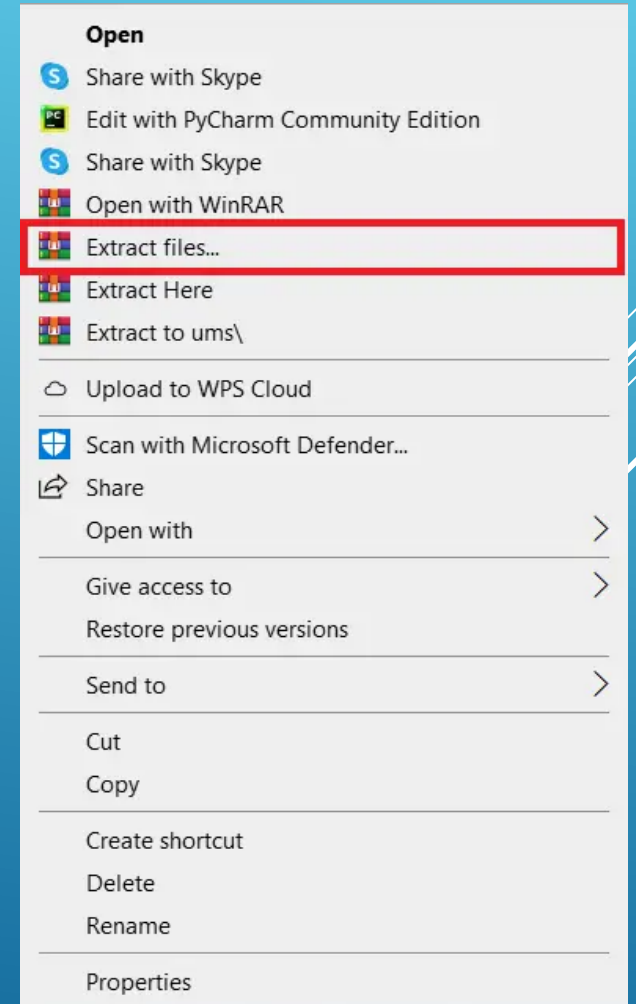 Open
Share with Skype
Edit with PyCharm Community Edition
Share with Skype
Open with WinRAR
Extract files...
Extract Here
Extract to ums\
Upload to WPS Cloud
Scan with Microsoft Defender...
Share
Open with
Give access to
Restore previous versions
Send to
Cut
Copy
Create shortcut
Delete
Rename
Properties